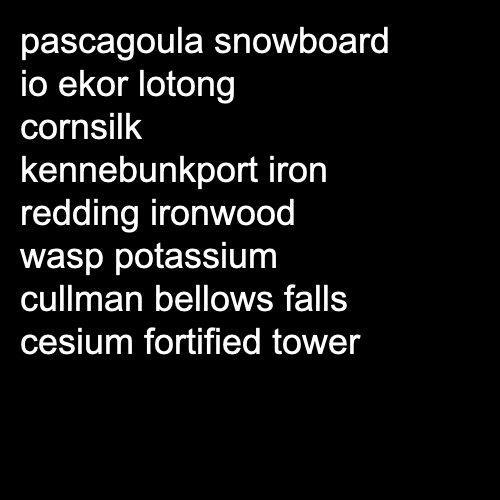 pascagoula snowboard
io ekor lotong
cornsilk
kennebunkport iron
redding ironwood
wasp potassium
cullman bellows falls
cesium fortified tower